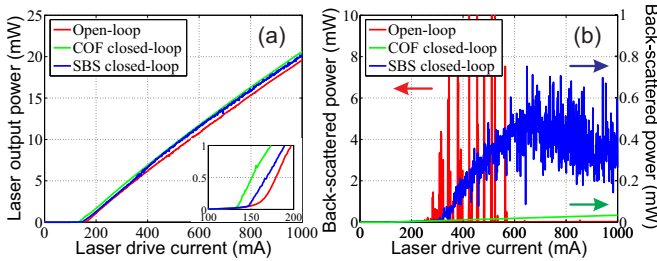 25
20
15
10
5
0
Laser output power (mW)
Open-loop
COF closed-loop
SBS closed-loop
(a)
1
0.5
0
100
150
200
0
200
400
600
800
1000
Laser drive current (mA)
10
8
6
4
2
0
Back-scattered power (mW)
Open-loop
COF closed-loop
SBS closed-loop
(b)
1
0.8
0.6
0.4
0.2
0
Back-scattered power (mW)
0
200
400
600
800
1000
Laser drive current (mA)